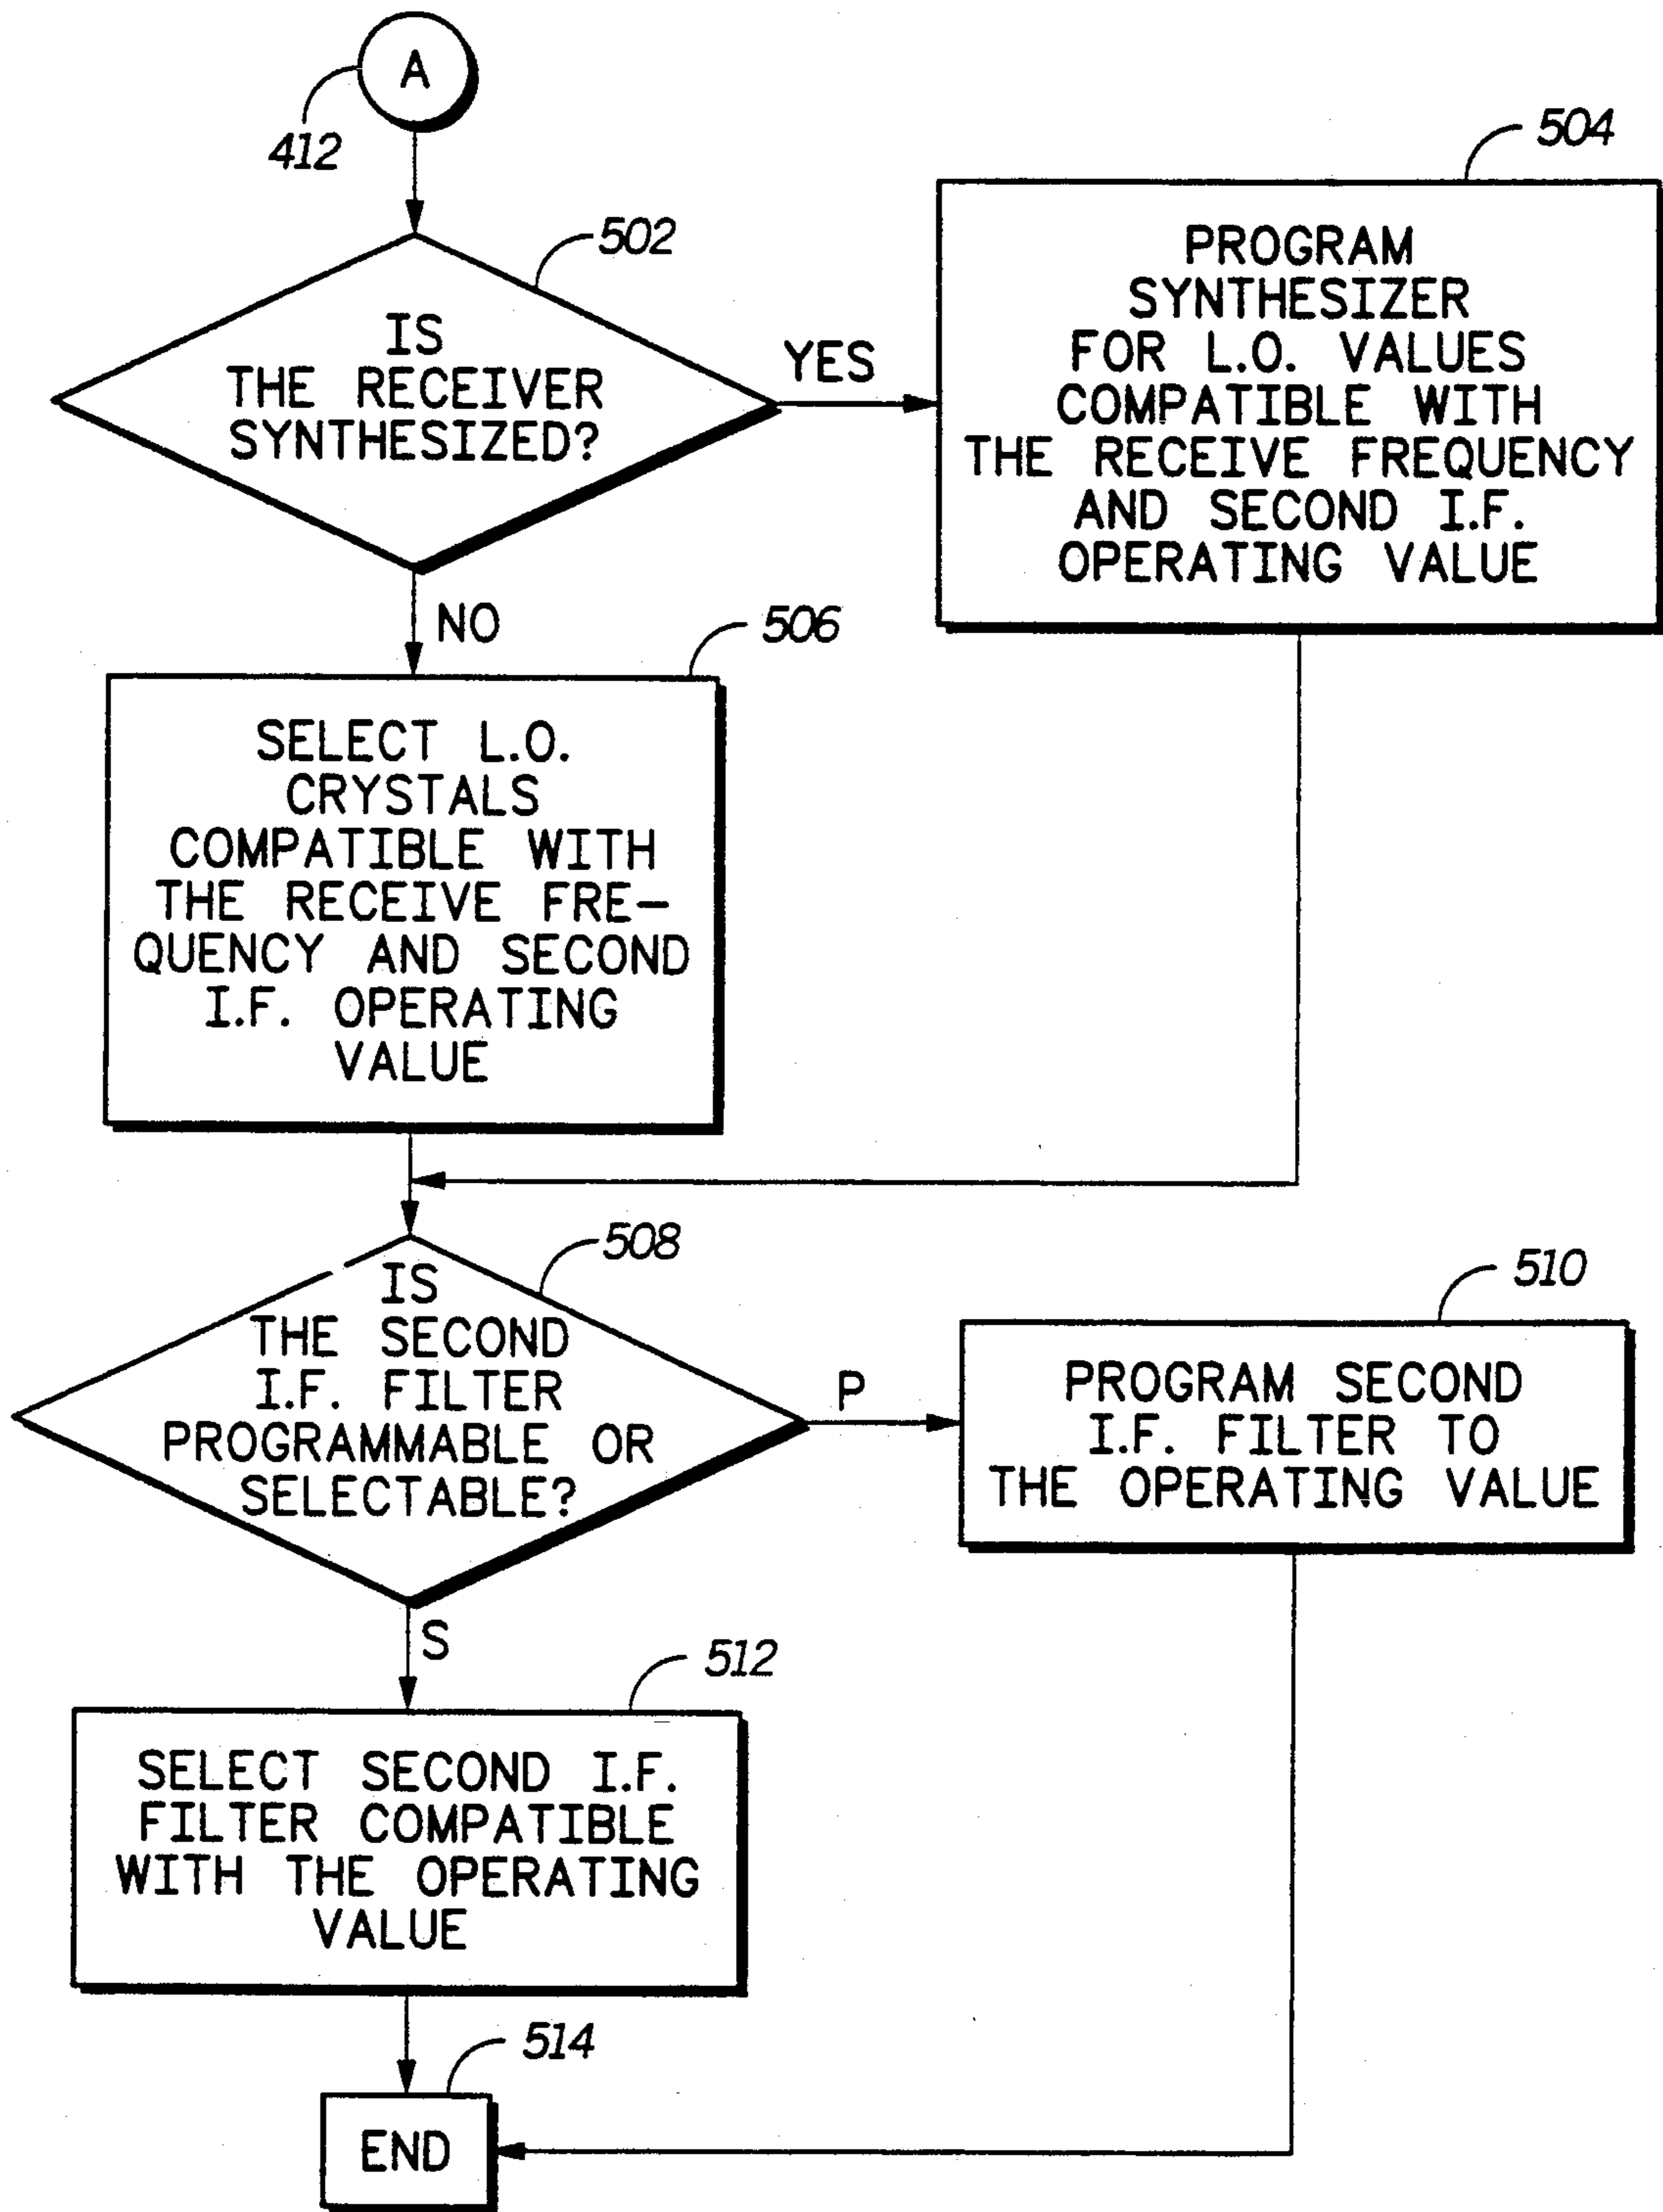 A
412
502
IS
THE RECEIVER
SYNTHESIZED?
YES
504
PROGRAM
SYNTHESIZER
FOR L.O. VALUES
COMPATIBLE WITH
THE RECEIVE FREQUENCY
AND SECOND I.F.
OPERATING VALUE
NO
506
SELECT L.O.
CRYSTALS
COMPATIBLE WITH
THE RECEIVE FRE-
QUENCY AND SECOND
I.F. OPERATING
VALUE
508
IS
THE SECOND
I.F. FILTER
PROGRAMMABLE OR
SELECTABLE?
P
510
PROGRAM SECOND
I.F. FILTER TO
THE OPERATING VALUE
S
512
SELECT SECOND I.F.
FILTER COMPATIBLE
WITH THE OPERATING
VALUE
514
END